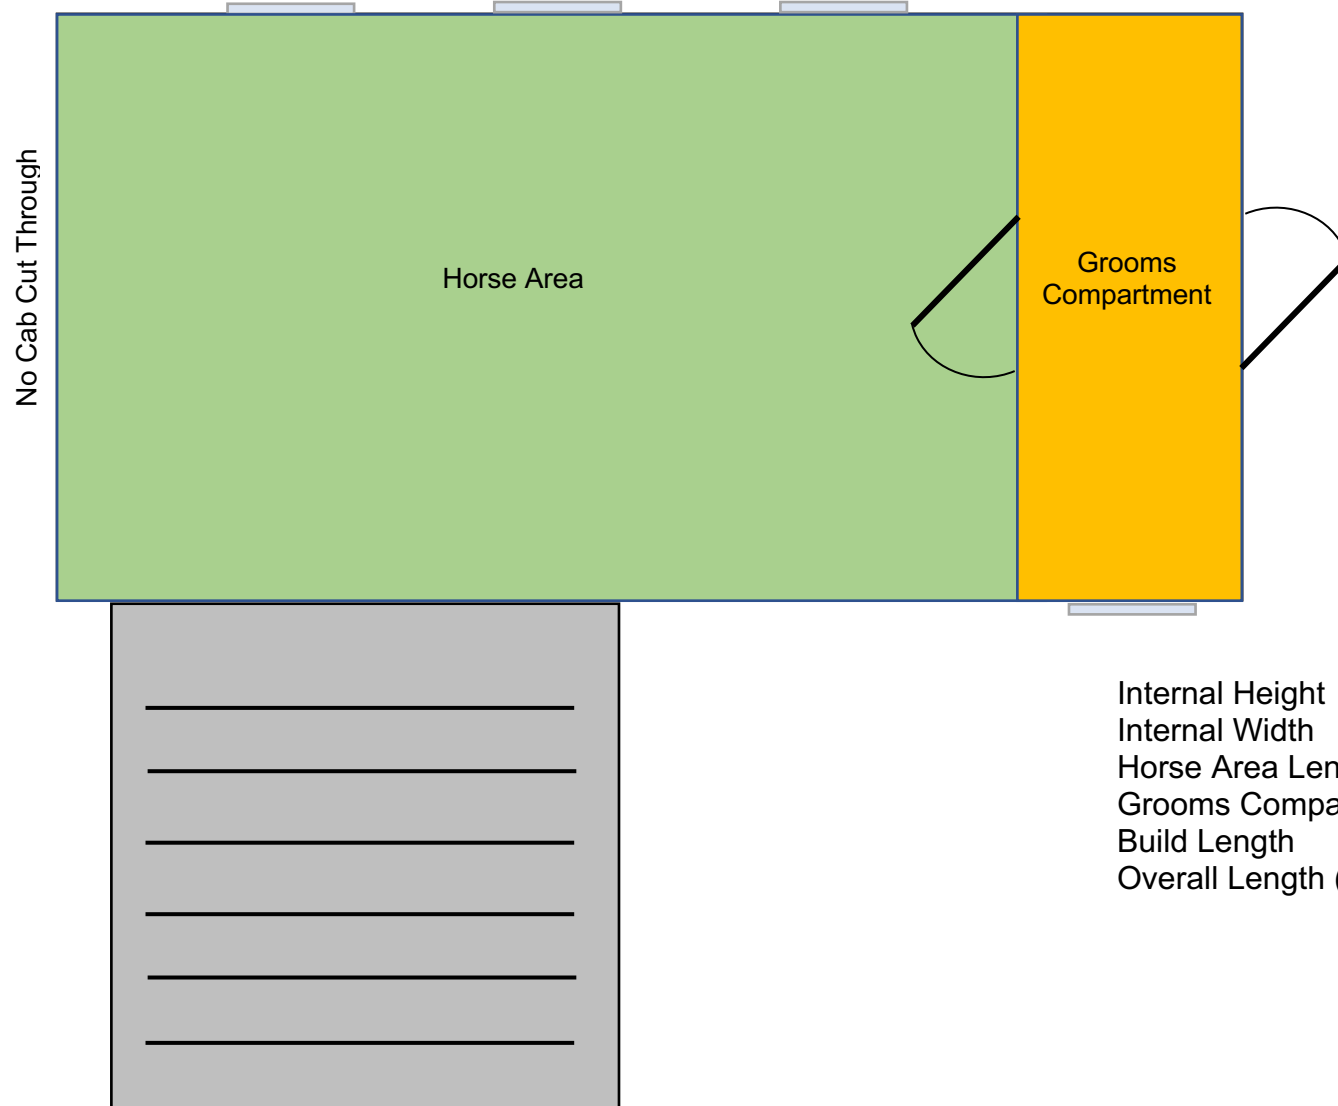 No Cab Cut Through
Horse Area
Grooms
Compartment
Internal Height
Internal Width
Horse Area Len
Grooms Compa
Build Length
Overall Length (